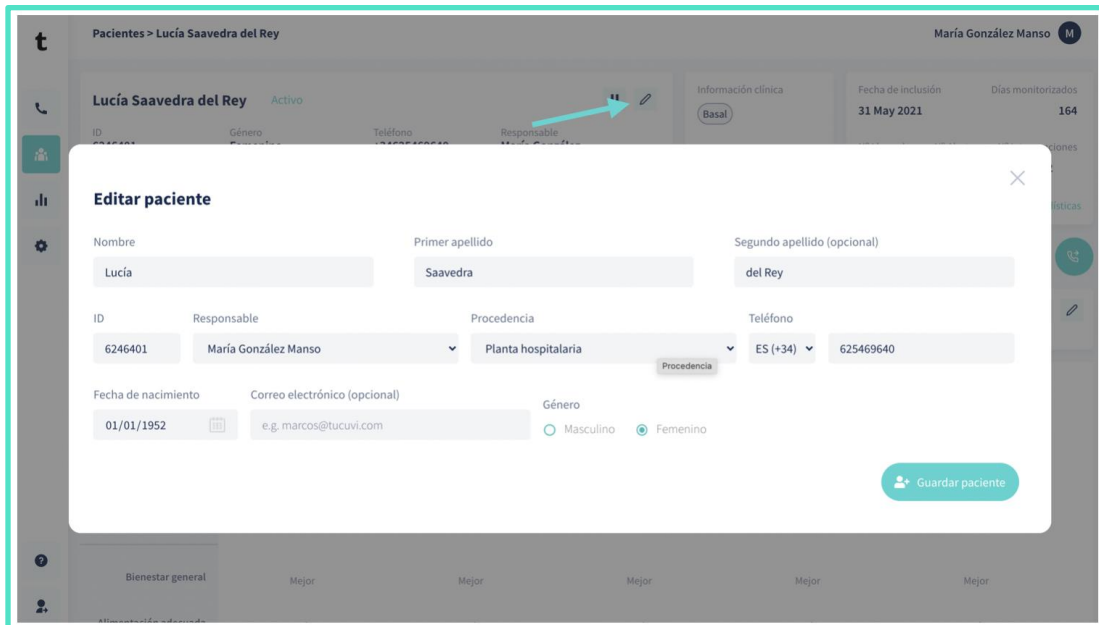 t
Pacientes > Lucía Saavedra del Rey
María González Manso M
Lucía Saavedra del Rey Activo
Información clínica
Fecha de inclusión Días monitorizados
Basal
31 May 2021 164
ID Género Teléfono Responsable
Editar paciente
Nombre Primer apellido Segundo apellido (opcional)
Lucía Saavedra del Rey
ID Responsable Procedencia Teléfono
6246401 María González Manso Planta hospitalaria ES (+34) 625469640
Procedencia
Fecha de nacimiento Correo electrónico (opcional) Género
01/01/1952 e.g. marcos@tucuvi.com Masculino Femenino
Guardar paciente
Bienestar general Mejor Mejor Mejor Mejor Mejor